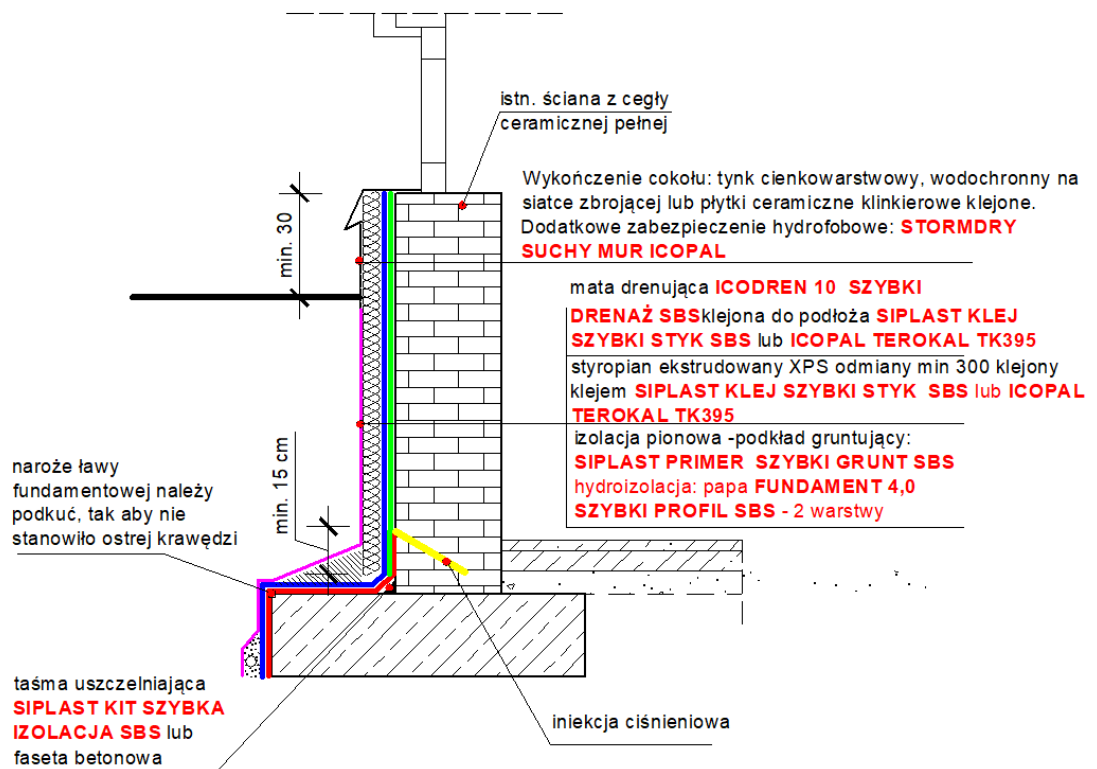 istn. ściana z cegły
ceramicznej pełnej
Wykończenie cokołu: tynk cienkowarstwowy, wodochronny na
siatce zbrojącej lub płytki ceramiczne klinkierowe klejone.
Dodatkowe zabezpieczenie hydrofobowe: STORMDRY
SUCHY MUR ICOPAL
min. 30
mata drenująca ICODREN 10 SZYBKI
DRENAŻ SBSklejona do podłoża SIPLAST KLEJ
SZYBKI STYK SBS lub ICOPAL TEROKAL TK395
styropian ekstrudowany XPS odmiany min 300 klejony
klejem SIPLAST KLEJ SZYBKI STYK SBS lub ICOPAL
TEROKAL TK395
izolacja pionowa -podkład gruntujący:
SIPLAST PRIMER SZYBKI GRUNT SBS
hydroizolacja: papa FUNDAMENT 4,0
SZYBKI PROFIL SBS - 2 warstwy
min. 15 cm
naroże ławy
fundamentowej należy
podkuć, tak aby nie
stanowiło ostrej krawędzi
taśma uszczelniająca
SIPLAST KIT SZYBKA
IZOLACJA SBS lub
faseta betonowa
iniekcja ciśnieniowa